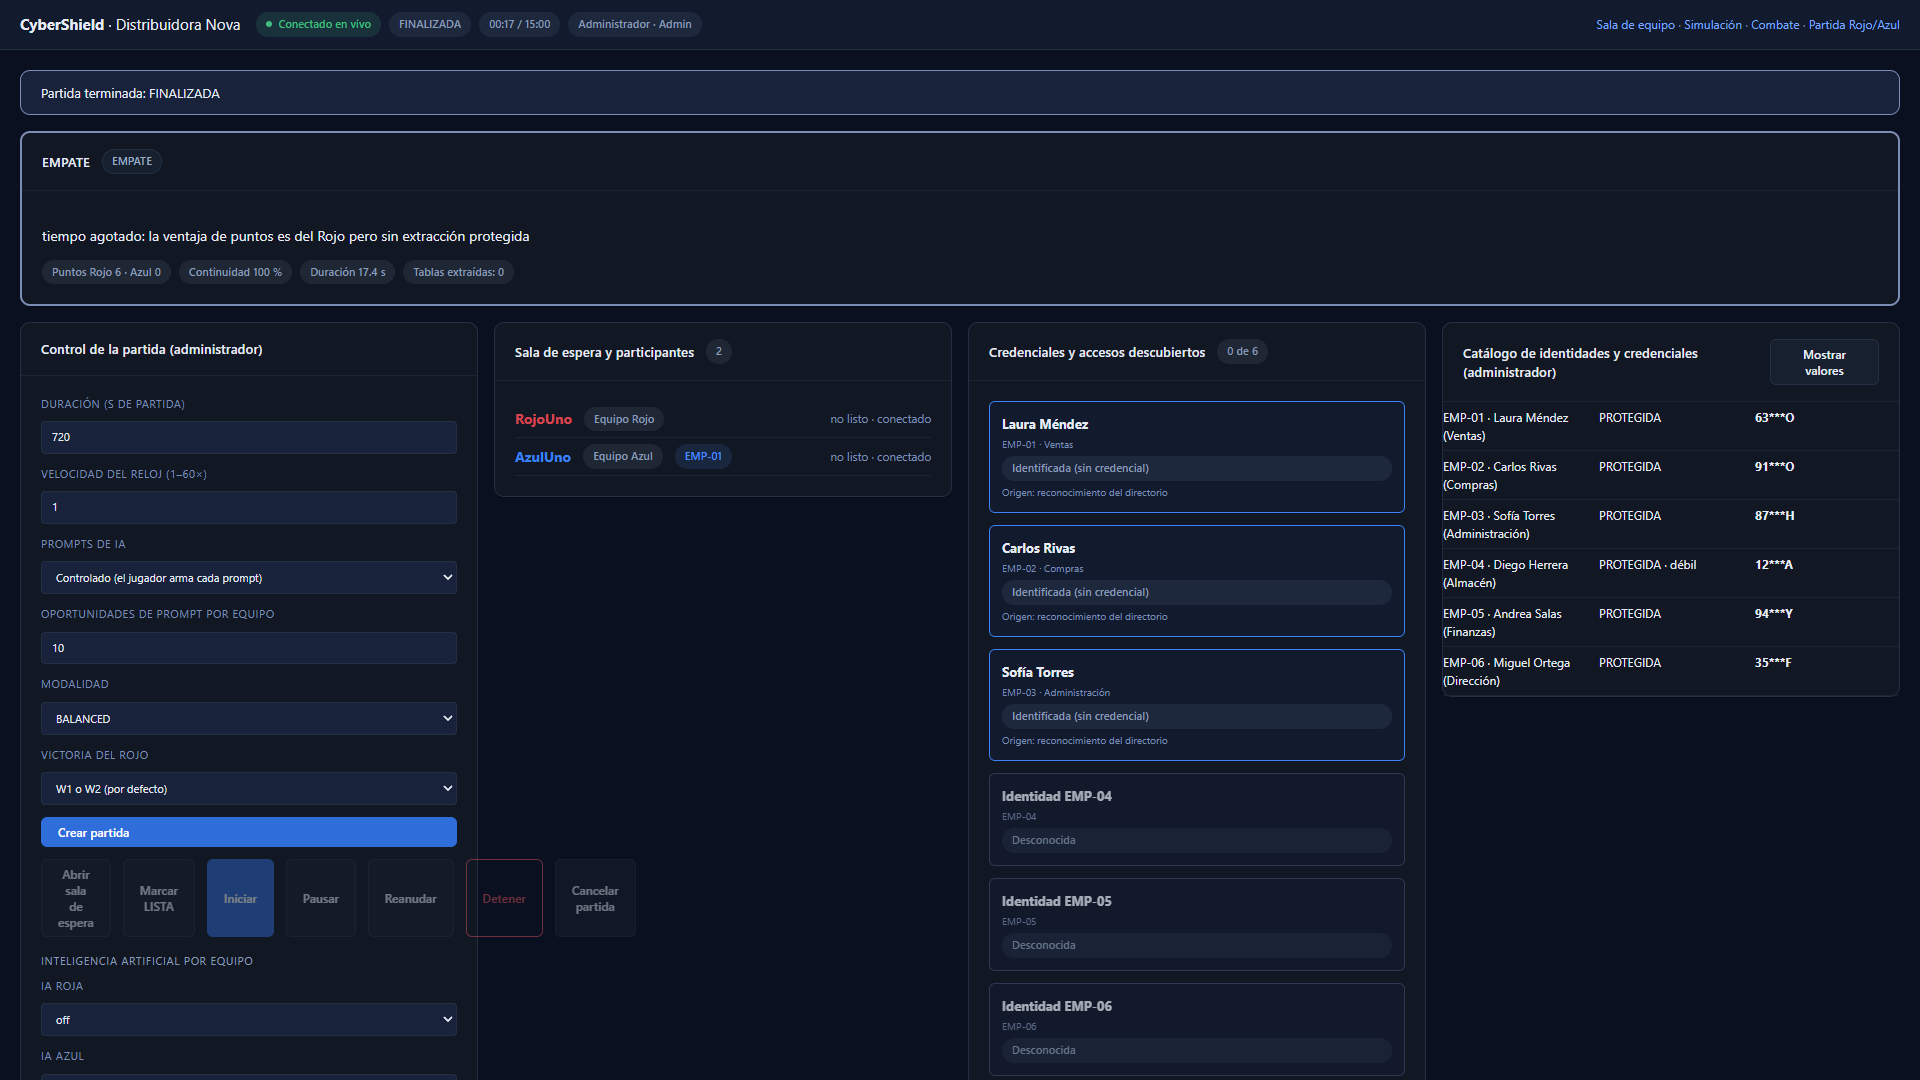 CyberShield · Distribuidora Nova
Conectado en vivo
FINALIZADA
00:17 / 15:00
Administrador · Admin
Sala de equipo · Simulación · Combate · Partida Rojo/Azul
Partida terminada: FINALIZADA
EMPATE
EMPATE
tiempo agotado: la ventaja de puntos es del Rojo pero sin extracción protegida
Puntos Rojo 6 · Azul 0
Continuidad 100 %
Duración 17.4 s
Tablas extraídas: 0
Control de la partida (administrador)
DURACIÓN (S DE PARTIDA)
720
VELOCIDAD DEL RELOJ (1–60×)
1
PROMPTS DE IA
Controlado (el jugador arma cada prompt)
OPORTUNIDADES DE PROMPT POR EQUIPO
10
MODALIDAD
BALANCED
VICTORIA DEL ROJO
W1 o W2 (por defecto)
Crear partida
Abrir
sala
de
espera
Marcar
LISTA
Iniciar
Pausar
Reanudar
Detener
Cancelar
partida
INTELIGENCIA ARTIFICIAL POR EQUIPO
IA ROJA
off
IA AZUL
Sala de espera y participantes
2
RojoUno
Equipo Rojo
no listo · conectado
AzulUno
Equipo Azul
EMP-01
no listo · conectado
Credenciales y accesos descubiertos
0 de 6
Laura Méndez
EMP-01 · Ventas
Identificada (sin credencial)
Origen: reconocimiento del directorio
Carlos Rivas
EMP-02 · Compras
Identificada (sin credencial)
Origen: reconocimiento del directorio
Sofía Torres
EMP-03 · Administración
Identificada (sin credencial)
Origen: reconocimiento del directorio
Identidad EMP-04
EMP-04
Desconocida
Identidad EMP-05
EMP-05
Desconocida
Identidad EMP-06
EMP-06
Desconocida
Catálogo de identidades y credenciales
(administrador)
Mostrar
valores
EMP-01 · Laura Méndez
(Ventas)
PROTEGIDA
63***O
EMP-02 · Carlos Rivas
(Compras)
PROTEGIDA
91***O
EMP-03 · Sofía Torres
(Administración)
PROTEGIDA
87***H
EMP-04 · Diego Herrera
(Almacén)
PROTEGIDA · débil
12***A
EMP-05 · Andrea Salas
(Finanzas)
PROTEGIDA
94***Y
EMP-06 · Miguel Ortega
(Dirección)
PROTEGIDA
35***F